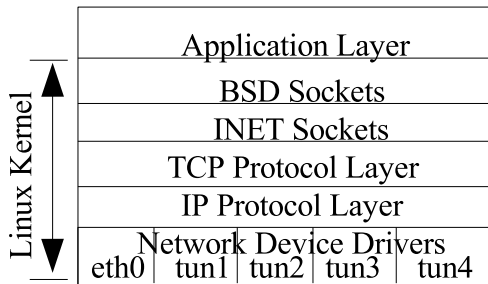 Linux Kernel
Application Layer
BSD Sockets
INET Sockets
TCP Protocol Layer
IP Protocol Layer
Network Device Drivers
eth0 tun1 tun2 tun3 tun4